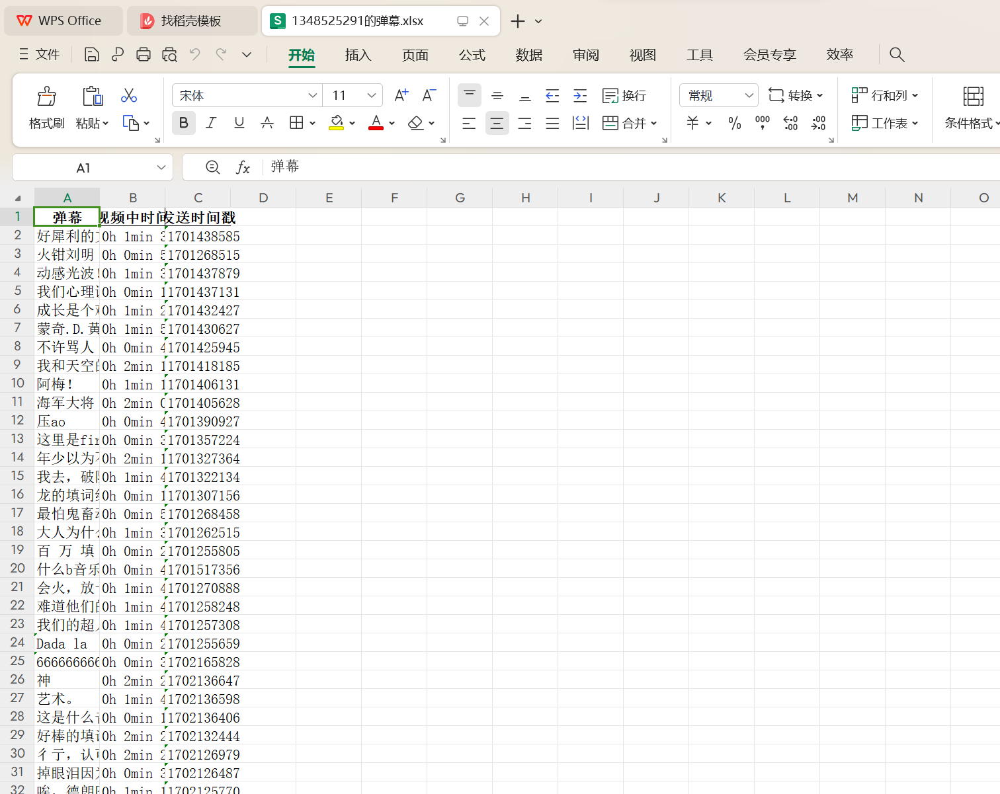 WPS Office 找稻壳模板 1348525291的弹幕.xlsx
文件 开始 插入 页面 公式 数据 审阅 视图 工具 会员专享 效率
宋体 11 A+ A- 换行 常规 转换 行和列
格式刷 粘贴 B I U A A 合并 羊 % 000 工作表 条件格式
A1 fx 弹幕
A B C D E F G H I J K L M N O
1 弹幕 视频中时间 发送时间戳
2 好犀利的 0h 1min 3 1701438585
3 火钳刘明 0h 0min 5 1701268515
4 动感光波! 0h 1min 3 1701437879
5 我们心理 0h 0min 1 1701437131
6 成长是个 0h 1min 2 1701432427
7 蒙奇.D.黄 0h 1min 5 1701430627
8 不许骂人 0h 0min 4 1701425945
9 我和天空的 0h 2min 1 1701418185
10 阿梅! 0h 1min 1 1701406131
11 海军大将 0h 2min 0 1701405628
12 压ao 0h 0min 4 1701390927
13 这里是fir 0h 0min 3 1701357224
14 年少以为 0h 2min 1 1701327364
15 我去，破 0h 1min 4 1701322134
16 龙的填词 0h 0min 1 1701307156
17 最怕鬼畜 0h 0min 5 1701268458
18 大人为什么 0h 1min 3 1701262515
19 百 万 填 0h 0min 2 1701255805
20 什么b音乐 0h 0min 4 1701517356
21 会火，放 0h 1min 4 1701270888
22 难道他们的 0h 1min 4 1701258248
23 我们的超 0h 1min 4 1701257308
24 Dada la 0h 0min 2 1701255659
25 666666666 0h 0min 3 1702165828
26 神 0h 2min 2 1702136647
27 艺术。 0h 1min 4 1702136598
28 这是什么 0h 0min 1 1702136406
29 好棒的填 0h 2min 2 1702132444
30 彳亍，认 0h 2min 2 1702126979
31 掉眼泪因 0h 0min 3 1702126487
32 唉，德朗 0h 1min 1 1702125770